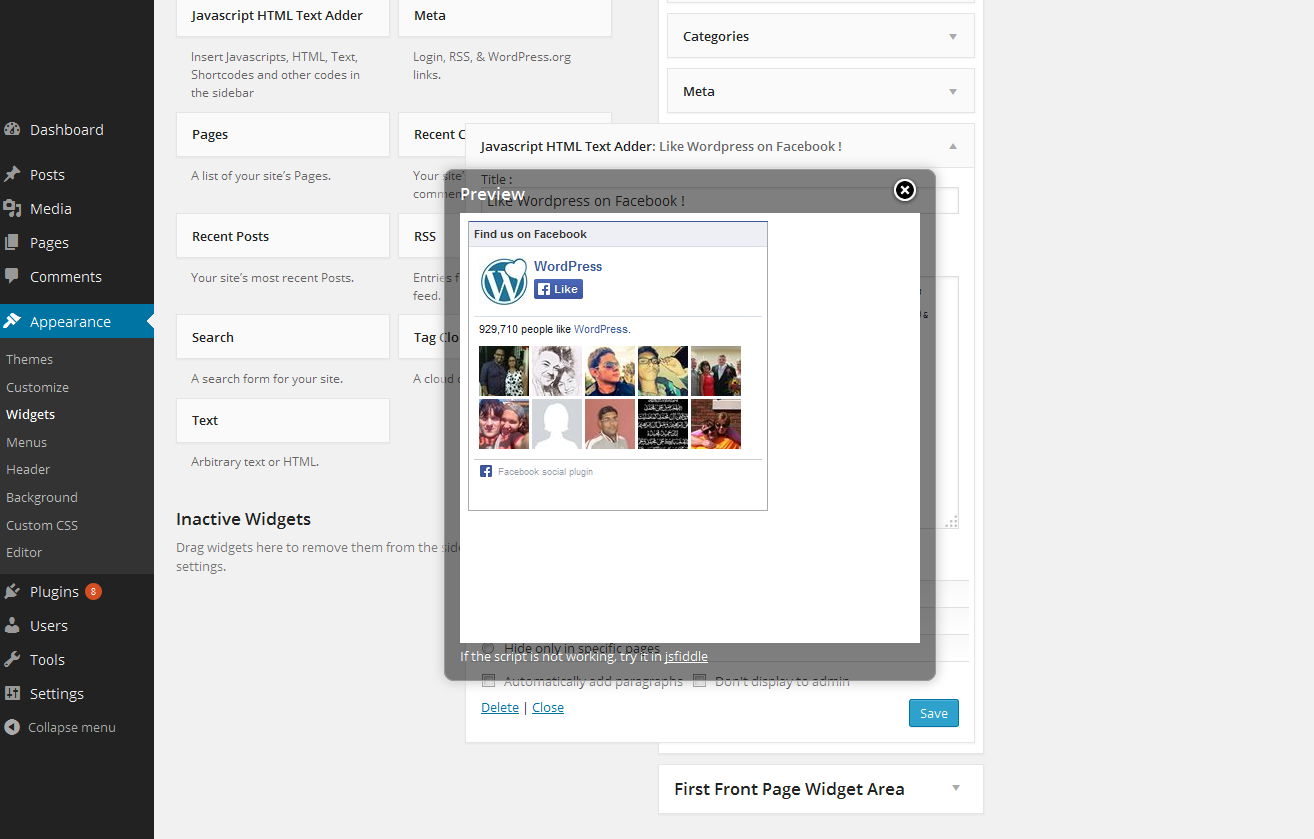 Dashboard
Posts
Media
Pages
Comments
Appearance
Themes
Customize
Widgets
Menus
Header
Background
Custom CSS
Editor
Plugins 8
Users
Tools
Settings
Collapse menu
Javascript HTML Text Adder
Insert Javascripts, HTML, Text,
Shortcodes and other codes in
the sidebar
Meta
Login, RSS, & WordPress.org
links.
Pages
A list of your site's Pages.
Recent C
Your site's
comme
Recent Posts
Your site's most recent Posts.
RSS
Entries f
feed.
Search
A search form for your site.
Tag Clo
A cloud
Text
Arbitrary text or HTML.
Inactive Widgets
Drag widgets here to remove them from the side
settings.
Categories
Meta
Javascript HTML Text Adder: Like Wordpress on Facebook !
Title :
Like Wordpress on Facebook !
Preview
Find us on Facebook
WordPress
Like
929,710 people like WordPress.
Facebook social plugin
&
Hide only in specific pages
If the script is not working, try it in jsfiddle
Automatically add paragraphs Don't display to admin
Delete | Close
Save
First Front Page Widget Area